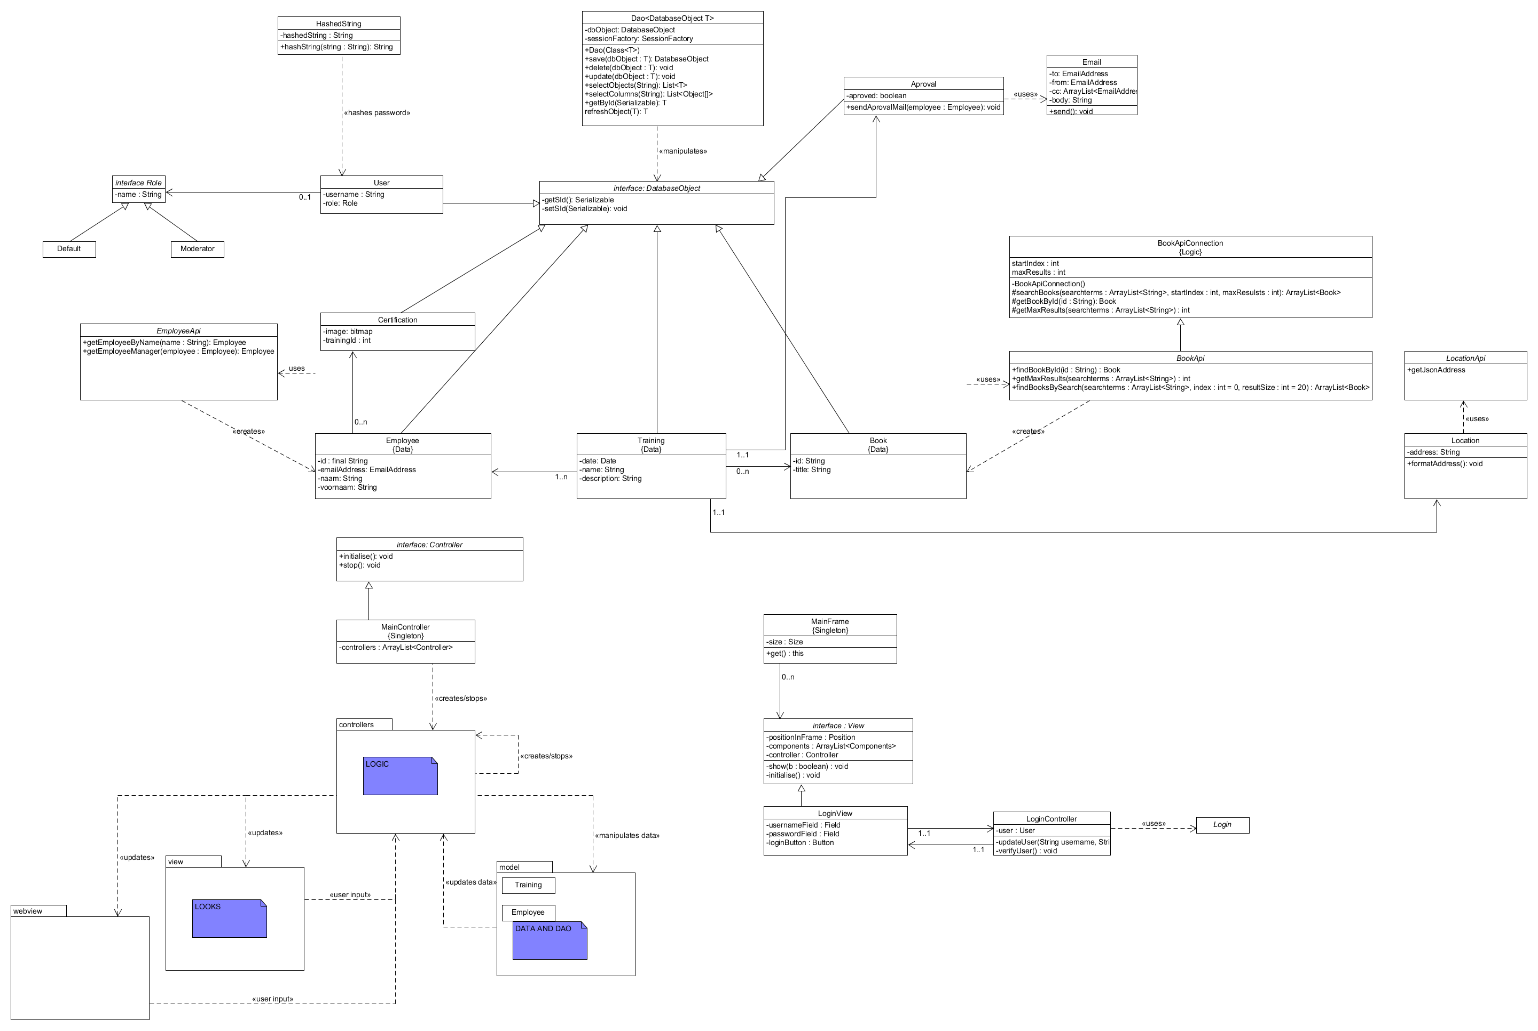 HashedString
-hashedString : String
+hashString(string : String): String
«hashes password»
Dao<DatabaseObject T>
-dbObject: DatabaseObject
-sessionFactory: SessionFactory
+Dao(Class<T>)
+save(dbObject : T): DatabaseObject
+delete(dbObject : T): void
+update(dbObject : T): void
+selectObjects(String): List<T>
+selectColumns(String): List<Object[]>
+getById(Serializable): T
refreshObject(T): T
«manipulates»
Aproval
-aproved: boolean
+sendAprovalMail(employee : Employee): void
«uses»
Email
-to: EmailAddress
-from: EmailAddress
-cc: ArrayList<EmailAddres
-body: String
+send(): void
interface Role
-name : String
0..1
User
-username : String
-role: Role
interface: DatabaseObject
-getSId(): Serializable
-setSId(Serializable): void
Default
Moderator
BookApiConnection
{Logic}
startIndex : int
maxResults : int
-BookApiConnection()
#searchBooks(searchterms : ArrayList<String>, startIndex : int, maxResulsts : int): ArrayList<Book>
#getBookById(id : String): Book
#getMaxResults(searchterms : ArrayList<String>) : int
EmployeeApi
+getEmployeeByName(name : String): Employee
+getEmployeeManager(employee : Employee): Employee
uses
Certification
-image: bitmap
-trainingId : int
BookApi
+findBookById(id : String) : Book
+getMaxResults(searchterms : ArrayList<String>) : int
+findBooksBySearch(searchterms : ArrayList<String>, index : int = 0, resultSize : int = 20) : ArrayList<Book>
«uses»
«creates»
LocationApi
+getJsonAddress
«uses»
«creates»
0..n
Employee
{Data}
-id : final String
-emailAddress: EmailAddress
-naam: String
-voornaam: String
1..n
Training
{Data}
-date: Date
-name: String
-description: String
1..1
0..n
1..1
Book
{Data}
-id: String
-title: String
Location
-address: String
+formatAddress(): void
interface: Controller
+initialise(): void
+stop(): void
MainController
{Singleton}
-controllers : ArrayList<Controller>
«creates/stops»
MainFrame
{Singleton}
-size : Size
+get() : this
0..n
controllers
LOGIC
«creates/stops»
interface : View
-positionInFrame : Position
-components : ArrayList<Components>
-controller : Controller
-show(b : boolean) : void
-initialise() : void
LoginView
-usernameField : Field
-passwordField : Field
-loginButton : Button
1..1
1..1
LoginController
-user : User
-updateUser(String username, Stri
-verifyUser() : void
«uses»
Login
«updates»
«updates»
«manipulates data»
view
LOOKS
«user input»
«updates data»
model
Training
Employee
DATA AND DAO
webview
«user input»